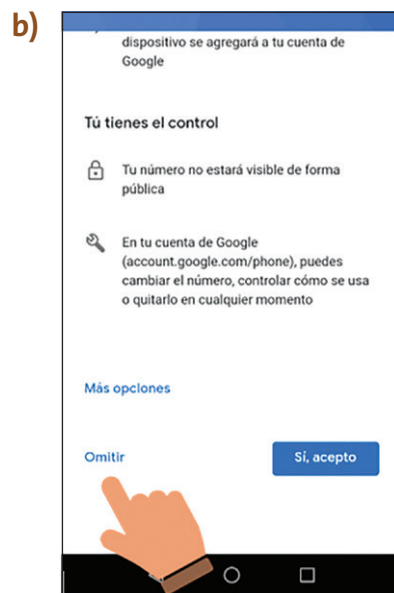 b)
dispositivo se agregará a tu cuenta de
Google
Tú tienes el control
Tu número no estará visible de forma
pública
En tu cuenta de Google
(account.google.com/phone), puedes
cambiar el número, controlar cómo se usa
o quitarlo en cualquier momento
Más opciones
Omitir
Sí, acepto